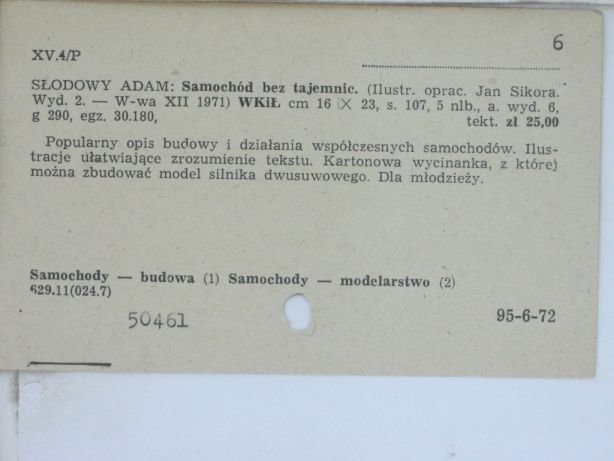 6
XV.4/P
SŁODOWY ADAM: Samochód bez tajemnic. (Ilustr. oprac. Jan Sikora.
Wyd. 2. — W-wa XII 1971) WKiŁ cm 16 X 23, s. 107, 5 nlb., a. wyd. 6,
g 290, egz. 30.180, tekt. zł 25,00
Popularny opis budowy i działania współczesnych samochodów. Ilus-
tracje ułatwiające zrozumienie tekstu. Kartonowa wycinanka, z której
można zbudować model silnika dwusuwowego. Dla młodzieży.
Samochody — budowa (1) Samochody — modelarstwo (2)
629.11(024.7)
50461
95-6-72